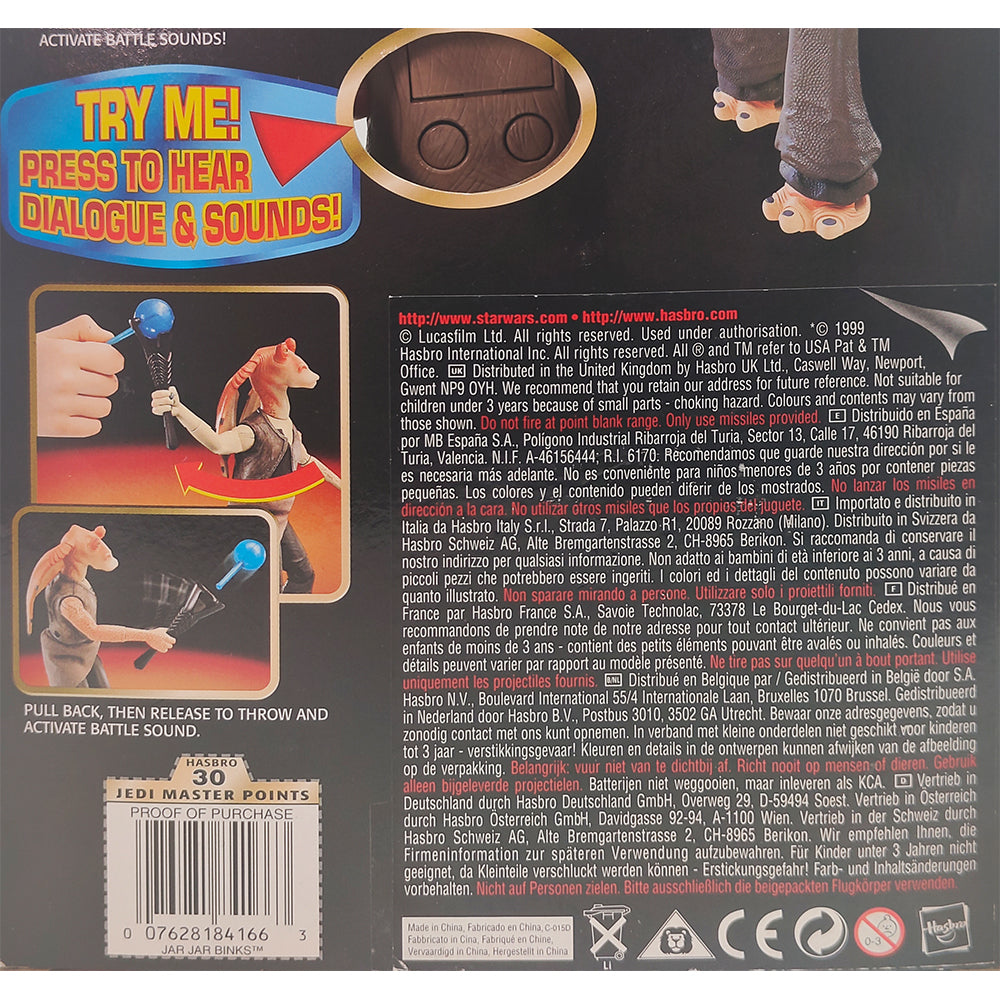 ACTIVATE BATTLE SOUNDS!
TRY ME!
PRESS TO HEAR
DIALOGUE & SOUNDS!
PULL BACK, THEN RELEASE TO THROW AND
ACTIVATE BATTLE SOUND.
HASBRO
30
JEDI MASTER POINTS
PROOF OF PURCHASE
0 07628184166 3
JAR JAR BINKS™
http://www.starwars.com • http://www.hasbro.com
© Lucasfilm Ltd. All rights reserved. Used under authorisation. *© 1999
Hasbro International Inc. All rights reserved. All ® and TM refer to USA Pat & TM
Office. UK Distributed in the United Kingdom by Hasbro UK Ltd., Caswell Way, Newport,
Gwent NP9 0YH. We recommend that you retain our address for future reference. Not suitable for
children under 3 years because of small parts - choking hazard. Colours and contents may vary from
those shown. Do not fire at point blank range. Only use missiles provided. E Distribuido en España
por MB España S.A., Polígono Industrial Ribarroja del Turia, Sector 13, Calle 17, 46190 Ribarroja del
Turia, Valencia. N.I.F. A-46156444; R.I. 6170: Recomendamos que guarde nuestra dirección por si le
es necesaria más adelante. No es conveniente para niños menores de 3 años por contener piezas
pequeñas. Los colores y el contenido pueden diferir de los mostrados. No lanzar los misiles en
dirección a la cara. No utilizar otros misiles que los propios del juguete. IT Importato e distribuito in
Italia da Hasbro Italy S.r.l., Strada 7, Palazzo R1, 20089 Rozzano (Milano). Distribuito in Svizzera da
Hasbro Schweiz AG, Alte Bremgartenstrasse 2, CH-8965 Berikon. Si raccomanda di conservare il
nostro indirizzo per qualsiasi informazione. Non adatto ai bambini di età inferiore ai 3 anni, a causa di
piccoli pezzi che potrebbero essere ingeriti. I colori ed i dettagli del contenuto possono variare da
quanto illustrato. Non sparare mirando a persone. Utilizzare solo i proiettili forniti. F Distribué en
France par Hasbro France S.A., Savoie Technolac, 73378 Le Bourget-du-Lac Cedex. Nous vous
recommandons de prendre note de notre adresse pour tout contact ultérieur. Ne convient pas aux
enfants de moins de 3 ans - contient des petits éléments pouvant être avalés ou inhalés. Couleurs et
détails peuvent varier par rapport au modèle présenté. Ne tire pas sur quelqu'un à bout portant. Utilise
uniquement les projectiles fournis. B/NL Distribué en Belgique par / Gedistribueerd in België door S.A.
Hasbro N.V., Boulevard International 55/4 Internationale Laan, Bruxelles 1070 Brussel. Gedistribueerd
in Nederland door Hasbro B.V., Postbus 3010, 3502 GA Utrecht. Bewaar onze adresgegevens, zodat u
zonodig contact met ons kunt opnemen. In verband met kleine onderdelen niet geschikt voor kinderen
tot 3 jaar - verstikkingsgevaar! Kleuren en details in de ontwerpen kunnen afwijken van de afbeelding
op de verpakking. Belangrijk: vuur niet van te dichtbij af. Richt nooit op mensen of dieren. Gebruik
alleen bijgeleverde projectielen. Batterijen niet weggooien, maar inleveren als KCA. D Vertrieb in
Deutschland durch Hasbro Deutschland GmbH, Overweg 29, D-59494 Soest. Vertrieb in Österreich
durch Hasbro Österreich GmbH, Davidgasse 92-94, A-1100 Wien. Vertrieb in der Schweiz durch
Hasbro Schweiz AG, Alte Bremgartenstrasse 2, CH-8965 Berikon. Wir empfehlen Ihnen, die
Firmeninformation zur späteren Verwendung aufzubewahren. Für Kinder unter 3 Jahren nicht
geeignet, da Kleinteile verschluckt werden können - Erstickungsgefahr! Farb- und Inhaltsänderungen
vorbehalten. Nicht auf Personen zielen. Bitte ausschließlich die beigepackten Flugkörper verwenden.
Made in China, Fabricado en China, C-015D
Fabbricato in Cina, Fabriqué en Chine,
Vervaardigd in China, Hergestellt in China
LI
CE
0-3
Hasbro